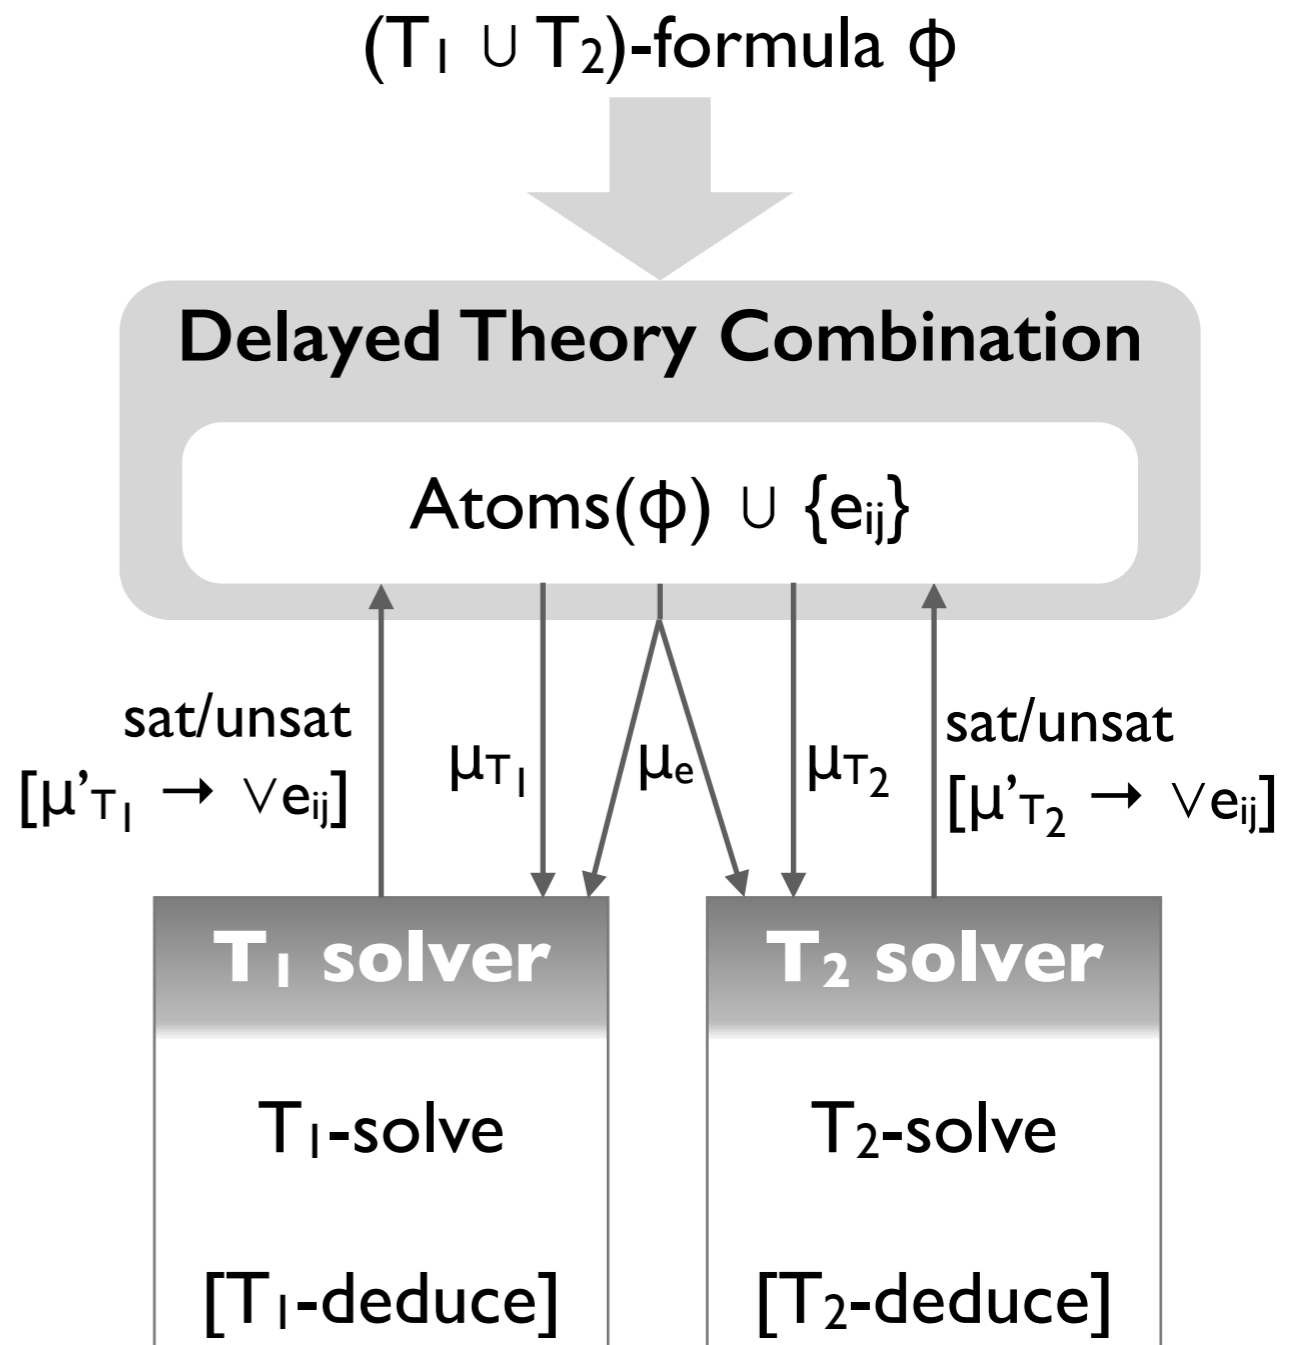 (T₁ ∪ T₂)-formula ϕ
Delayed Theory Combination
Atoms(ϕ) ∪ {eᵢⱼ}
sat/unsat
[μ'T₁ → ∨eᵢⱼ]
μT₁
μₑ
μT₂
sat/unsat
[μ'T₂ → ∨eᵢⱼ]
T₁ solver
T₁-solve
[T₁-deduce]
T₂ solver
T₂-solve
[T₂-deduce]